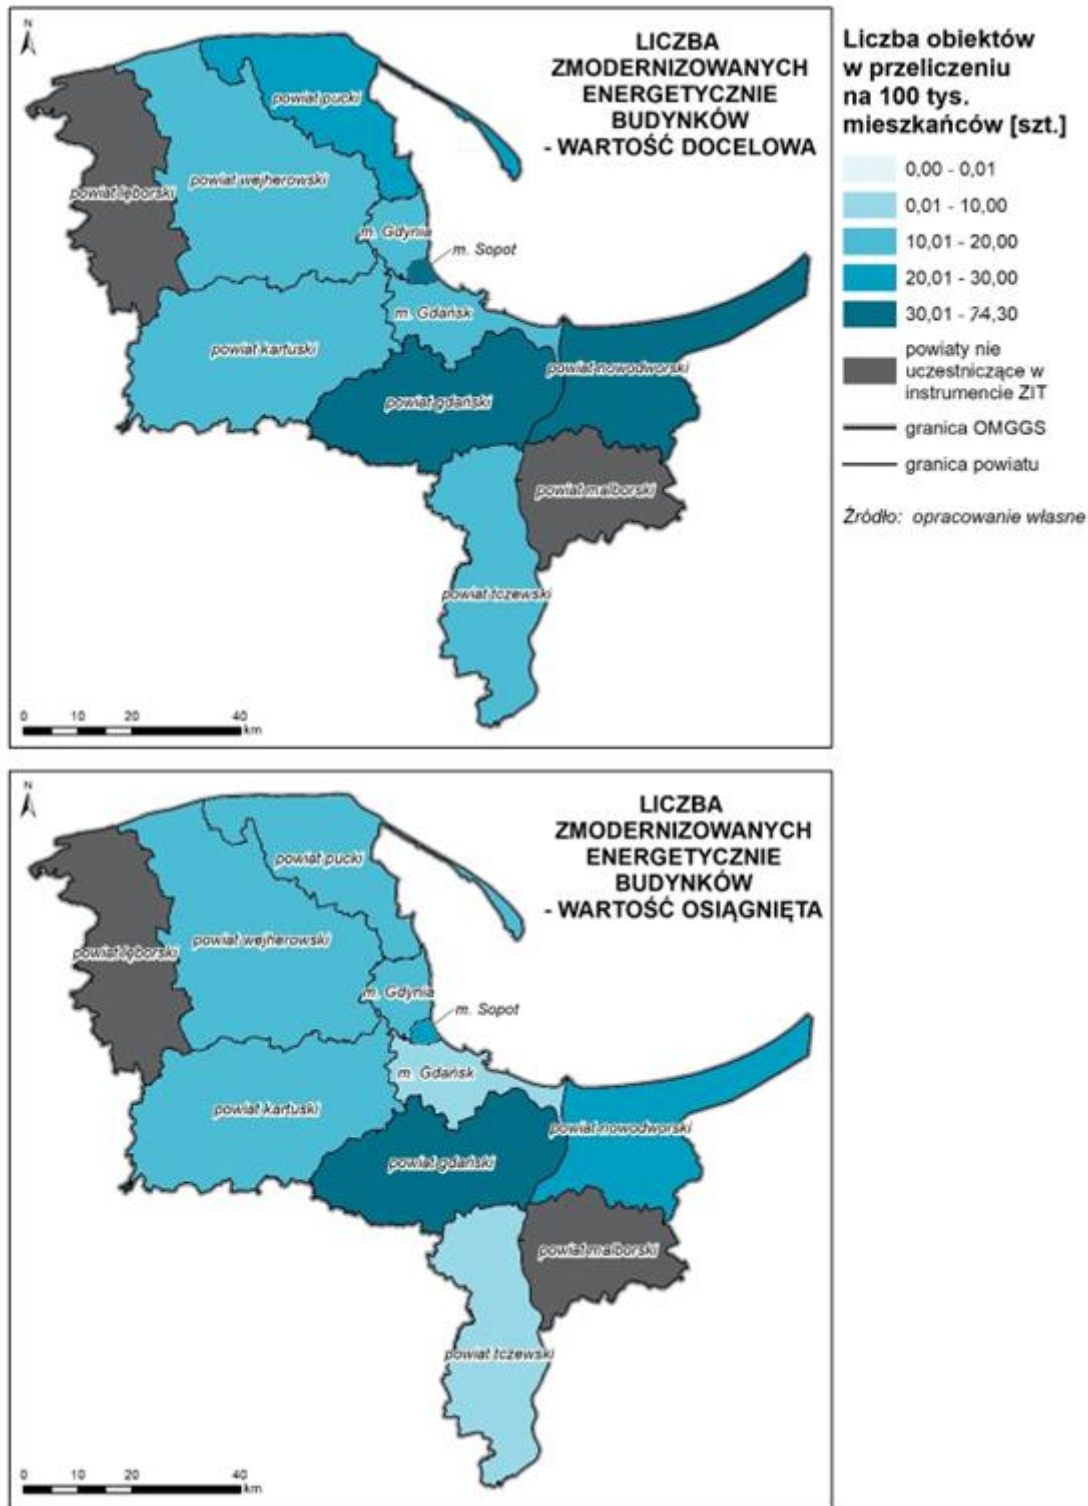 N
LICZBA
ZMODERNIZOWANYCH
ENERGETYCZNIE
BUDYNKÓW
- WARTOŚĆ DOCELOWA
powiat pucki
powiat wejherowski
powiat lęborski
m. Gdynia
m. Sopot
m. Gdańsk
powiat kartuski
powiat nowodworski
powiat gdański
powiat malborski
powiat tczewski
0 10 20 40
km
Liczba obiektów
w przeliczeniu
na 100 tys.
mieszkańców [szt.]
0,00 - 0,01
0,01 - 10,00
10,01 - 20,00
20,01 - 30,00
30,01 - 74,30
powiaty nie
uczestniczące w
instrumencie ZIT
granica OMGGS
granica powiatu
Źródło: opracowanie własne
N
LICZBA
ZMODERNIZOWANYCH
ENERGETYCZNIE
BUDYNKÓW
- WARTOŚĆ OSIĄGNIĘTA
powiat pucki
powiat wejherowski
powiat lęborski
m. Gdynia
m. Sopot
m. Gdańsk
powiat kartuski
powiat nowodworski
powiat gdański
powiat malborski
powiat tczewski
0 10 20 40
km